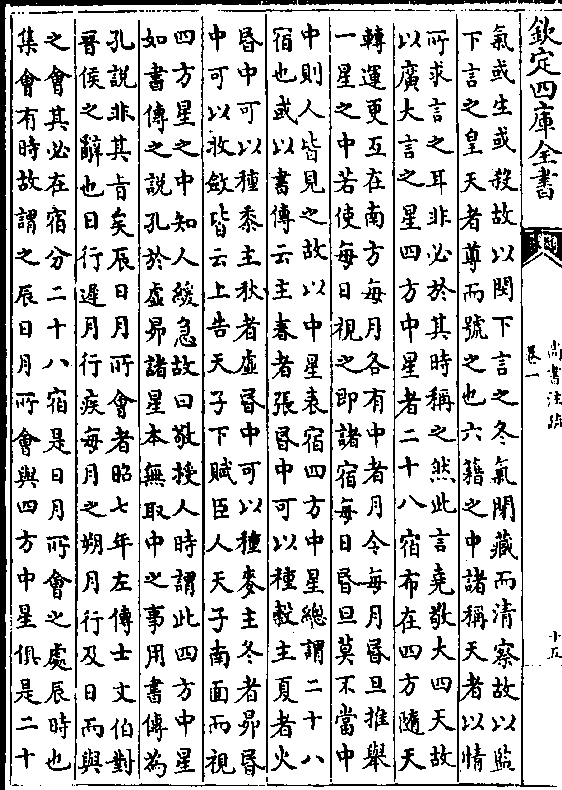 欽定四庫全書
尚書注疏
卷一
十五
氣或生或殺故以閔下言之冬氣閉藏而清察故以監
下言之皇天者尊而號之也六藉之中諸稱天者以情
所求言之耳非必於其時稱之然此言堯敬大四天故
以廣大言之星四方中星者二十八宿布在四方隨天
轉運更互在南方每月各有中者月令每月昏旦推舉
一星之中若使每日視之即諸宿每日昏旦莫不當中
中則人皆見之故以中星表宿四方中星總謂二十八
宿也或以書傳云主春者張昏中可以種穀主夏者火
昏中可以種黍主秋者虛昏中可以種麥主冬者昴昏
中可以收斂皆云上告天子下賦臣人天子南面而視
四方星之中知人緩急故曰敬授人時謂此四方中星
如書傳之說孔於虛昴諸星本無取中之事用書傳為
孔說非其旨矣辰日月所會者昭七年左傳士文伯對
晉侯之辭也日行遲月行疾每月之朔月行及日而與
之會其必在宿分二十八宿是日月所會之處辰時也
集會有時故謂之辰日月所會與四方中星俱是二十